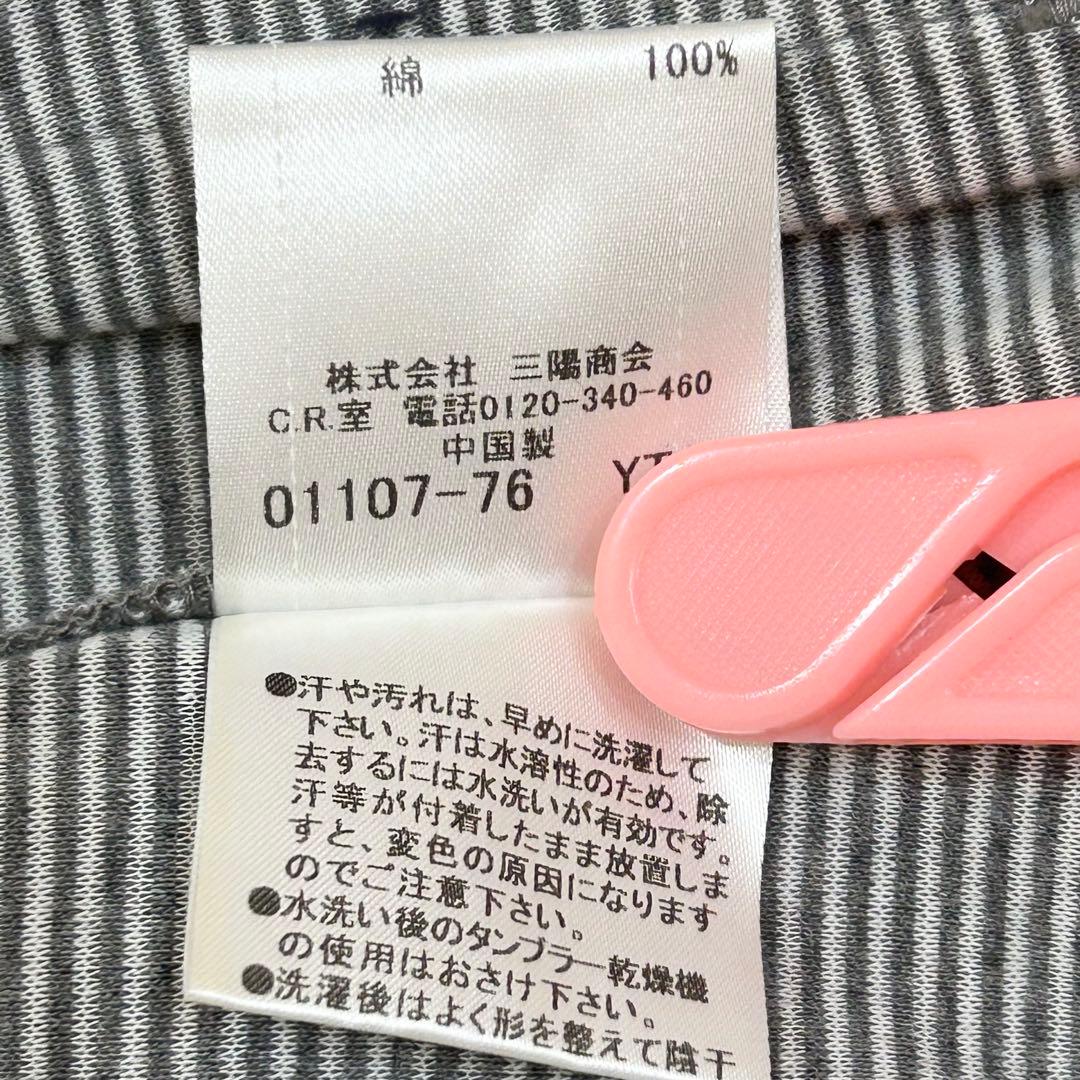 綿 100%
株式会社 三陽商会
C.R.室 電話0120-340-460
中国製
01107-76
●汗や汚れは、早めに洗濯して
下さい。汗は水溶性のため、除
去するには水洗いが有効です。
汗等が付着したまま放置しま
すと、変色の原因になります
のでご注意下さい。
●水洗い後のタンブラー乾燥機
の使用はおさけ下さい。
●洗濯後はよく形を整えて陰干